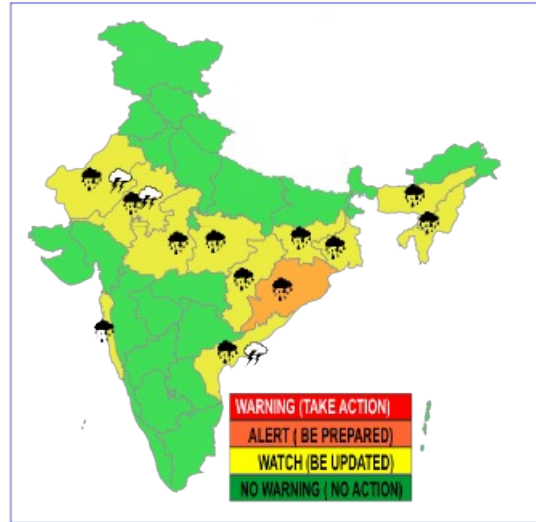 WARNING (TAKE ACTION)
ALERT ( BE PREPARED)
WATCH (BE UPDATED)
NO WARNING ( NO ACTION)